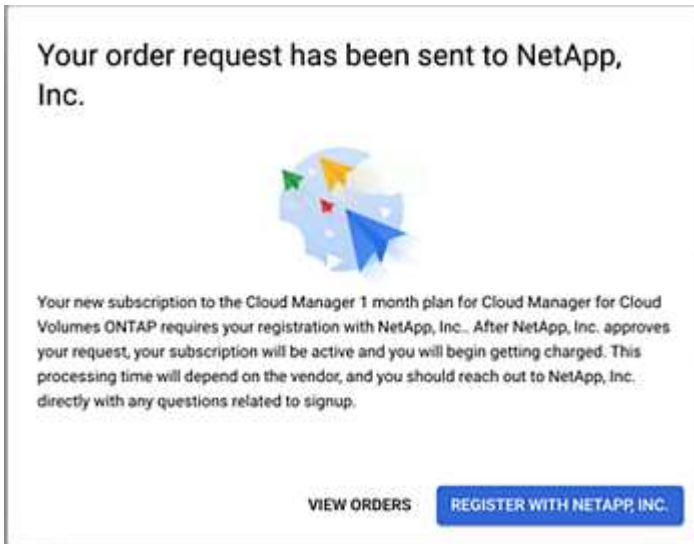 Your order request has been sent to NetApp,
Inc.
Your new subscription to the Cloud Manager 1 month plan for Cloud Manager for Cloud
Volumes ONTAP requires your registration with NetApp, Inc.. After NetApp, Inc. approves
your request, your subscription will be active and you will begin getting charged. This
processing time will depend on the vendor, and you should reach out to NetApp, Inc.
directly with any questions related to signup.
VIEW ORDERS
REGISTER WITH NETAPP, INC.